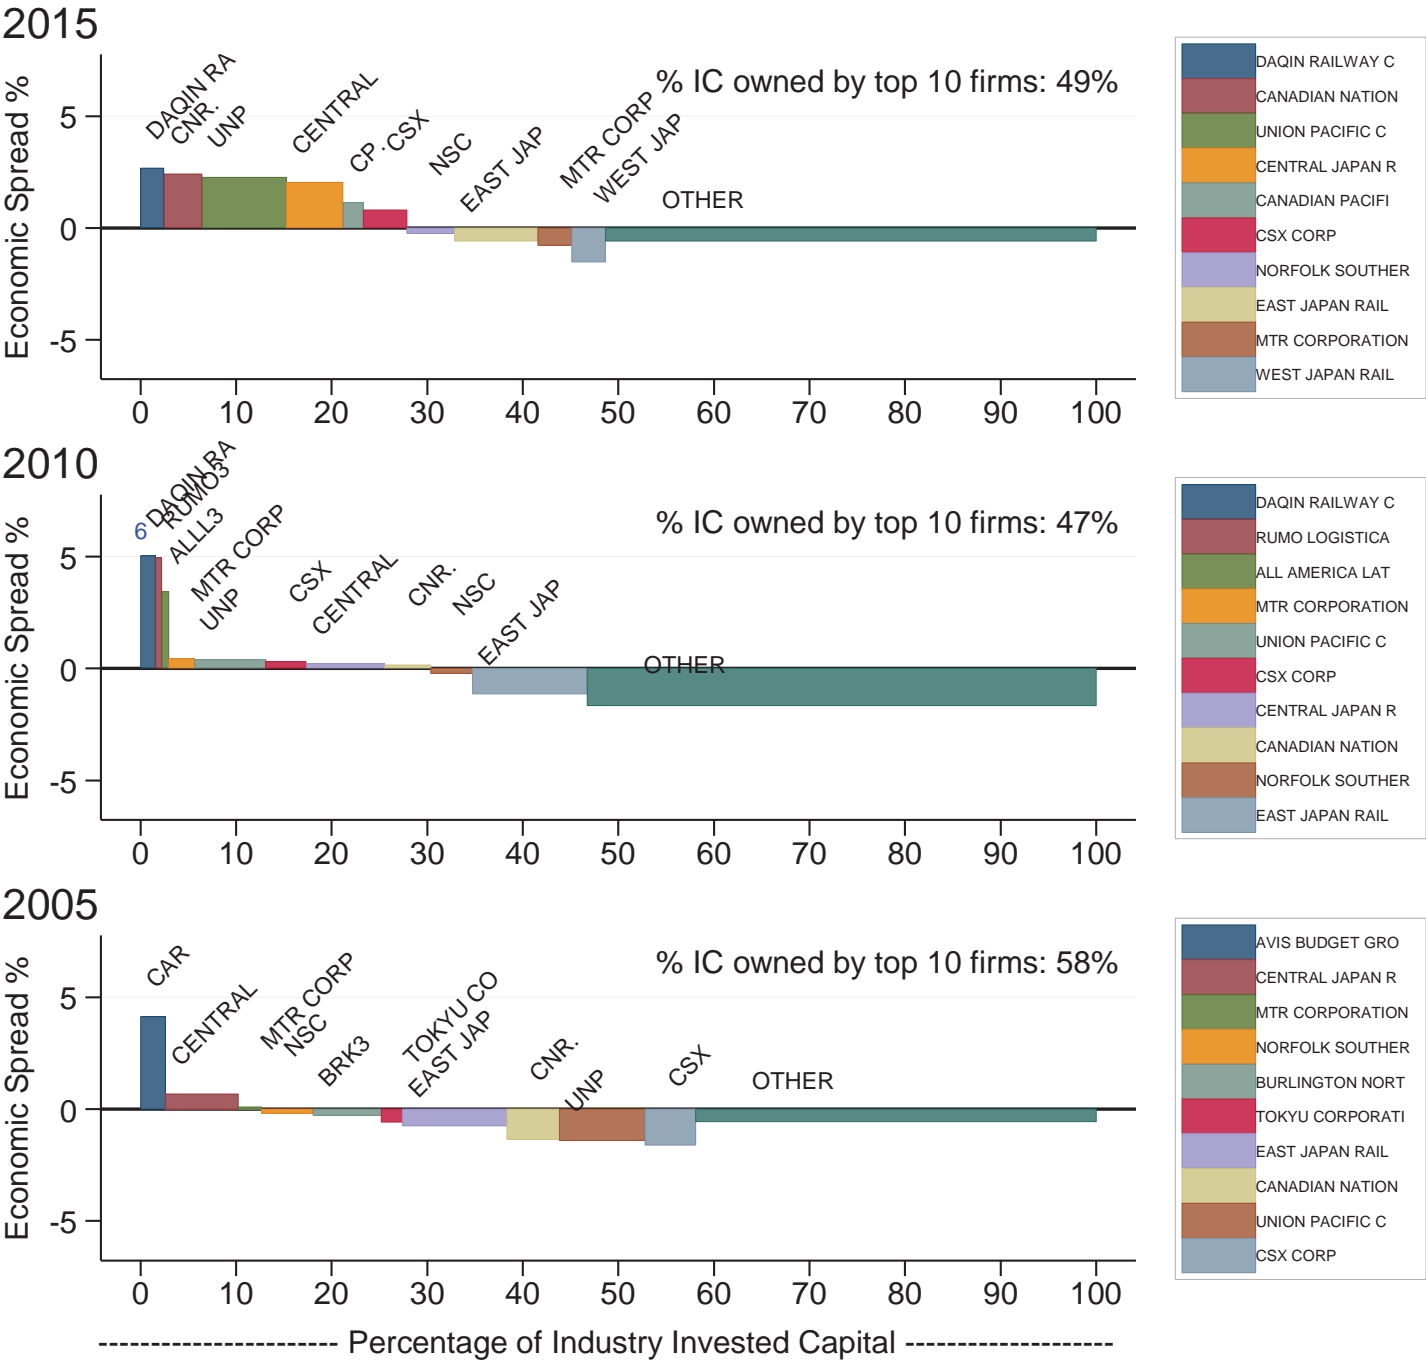 2015
Economic Spread %
5
0
-5
DAQIN RA
CNR.
UNP
CENTRAL
CP.
CSX
NSC
EAST JAP
MTR CORP
WEST JAP
OTHER
% IC owned by top 10 firms: 49%
0 10 20 30 40 50 60 70 80 90 100
DAQIN RAILWAY C
CANADIAN NATION
UNION PACIFIC C
CENTRAL JAPAN R
CANADIAN PACIFI
CSX CORP
NORFOLK SOUTHER
EAST JAPAN RAIL
MTR CORPORATION
WEST JAPAN RAIL
2010
Economic Spread %
5
0
-5
6
DAQIN RA
RUMO3
ALLL3
MTR CORP
UNP
CSX
CENTRAL
CNR.
NSC
EAST JAP
OTHER
% IC owned by top 10 firms: 47%
0 10 20 30 40 50 60 70 80 90 100
DAQIN RAILWAY C
RUMO LOGISTICA
ALL AMERICA LAT
MTR CORPORATION
UNION PACIFIC C
CSX CORP
CENTRAL JAPAN R
CANADIAN NATION
NORFOLK SOUTHER
EAST JAPAN RAIL
2005
Economic Spread %
5
0
-5
CAR
CENTRAL
MTR CORP
NSC
BRK3
TOKYU CO
EAST JAP
CNR.
UNP
CSX
OTHER
% IC owned by top 10 firms: 58%
0 10 20 30 40 50 60 70 80 90 100
AVIS BUDGET GRO
CENTRAL JAPAN R
MTR CORPORATION
NORFOLK SOUTHER
BURLINGTON NORT
TOKYU CORPORATI
EAST JAPAN RAIL
CANADIAN NATION
UNION PACIFIC C
CSX CORP
----------------------- Percentage of Industry Invested Capital --------------------